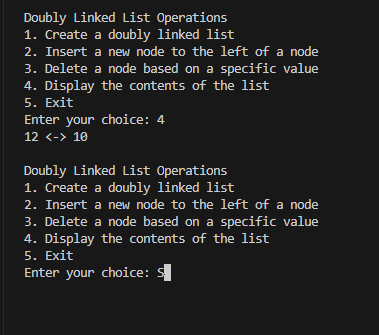 Doubly Linked List Operations
1. Create a doubly linked list
2. Insert a new node to the left of a node
3. Delete a node based on a specific value
4. Display the contents of the list
5. Exit
Enter your choice: 4
12 <-> 10
Doubly Linked List Operations
1. Create a doubly linked list
2. Insert a new node to the left of a node
3. Delete a node based on a specific value
4. Display the contents of the list
5. Exit
Enter your choice: S